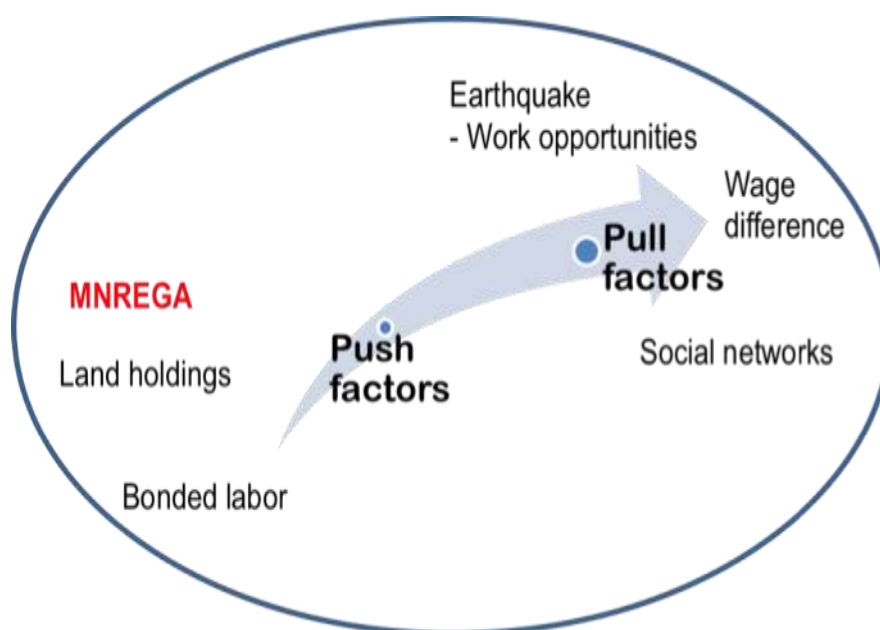 Earthquake
- Work opportunities
Wage
difference
Pull
factors
MNREGA
Push
factors
Social networks
Land holdings
Bonded labor